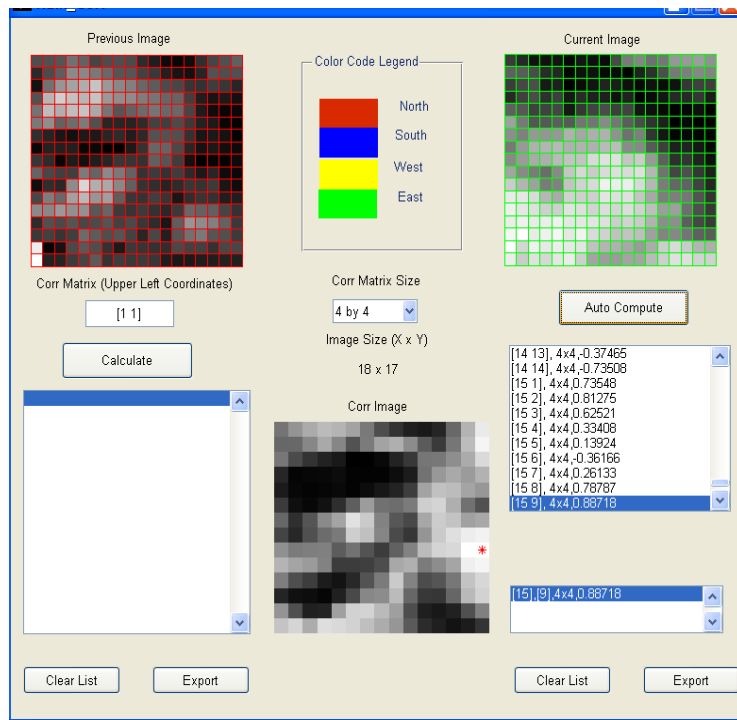 Previous Image
Current Image
Color Code Legend
North
South
West
East
Corr Matrix (Upper Left Coordinates)
[1 1]
Calculate
Corr Matrix Size
4 by 4
Image Size (X x Y)
18 x 17
Corr Image
Auto Compute
[14 13], 4x4,-0.37465
[14 14], 4x4,-0.73508
[15 1], 4x4,0.73548
[15 2], 4x4,0.81275
[15 3], 4x4,0.62521
[15 4], 4x4,0.33408
[15 5], 4x4,0.13924
[15 6], 4x4,-0.36166
[15 7], 4x4,0.26133
[15 8], 4x4,0.78787
[15 9], 4x4,0.88718
[15],[9],4x4,0.88718
Clear List
Export
Clear List
Export